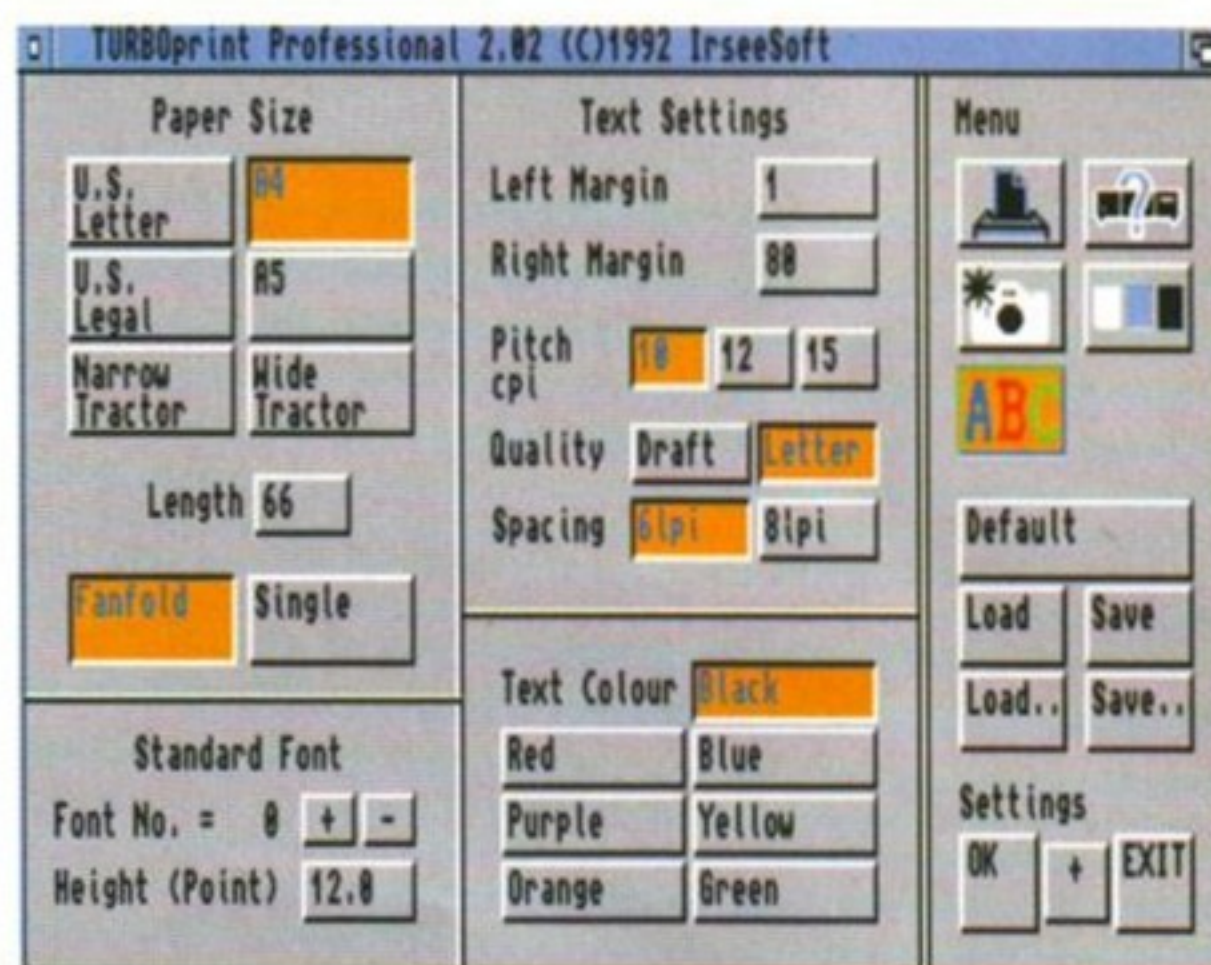 TURBOprint Professional 2.02 (C)1992 IrseeSoft
Paper Size
U.S. Letter
A4
U.S. Legal
A5
Narrow Tractor
Wide Tractor
Length 66
Fanfold
Single
Standard Font
Font No. = 0 + -
Height (Point) 12.0
Text Settings
Left Margin 1
Right Margin 80
Pitch cpi 10 12 15
Quality Draft Letter
Spacing 6lpi 8lpi
Text Colour Black
Red Blue
Purple Yellow
Orange Green
Menu
?
ABC
Default
Load Save
Load.. Save..
Settings
OK + EXIT